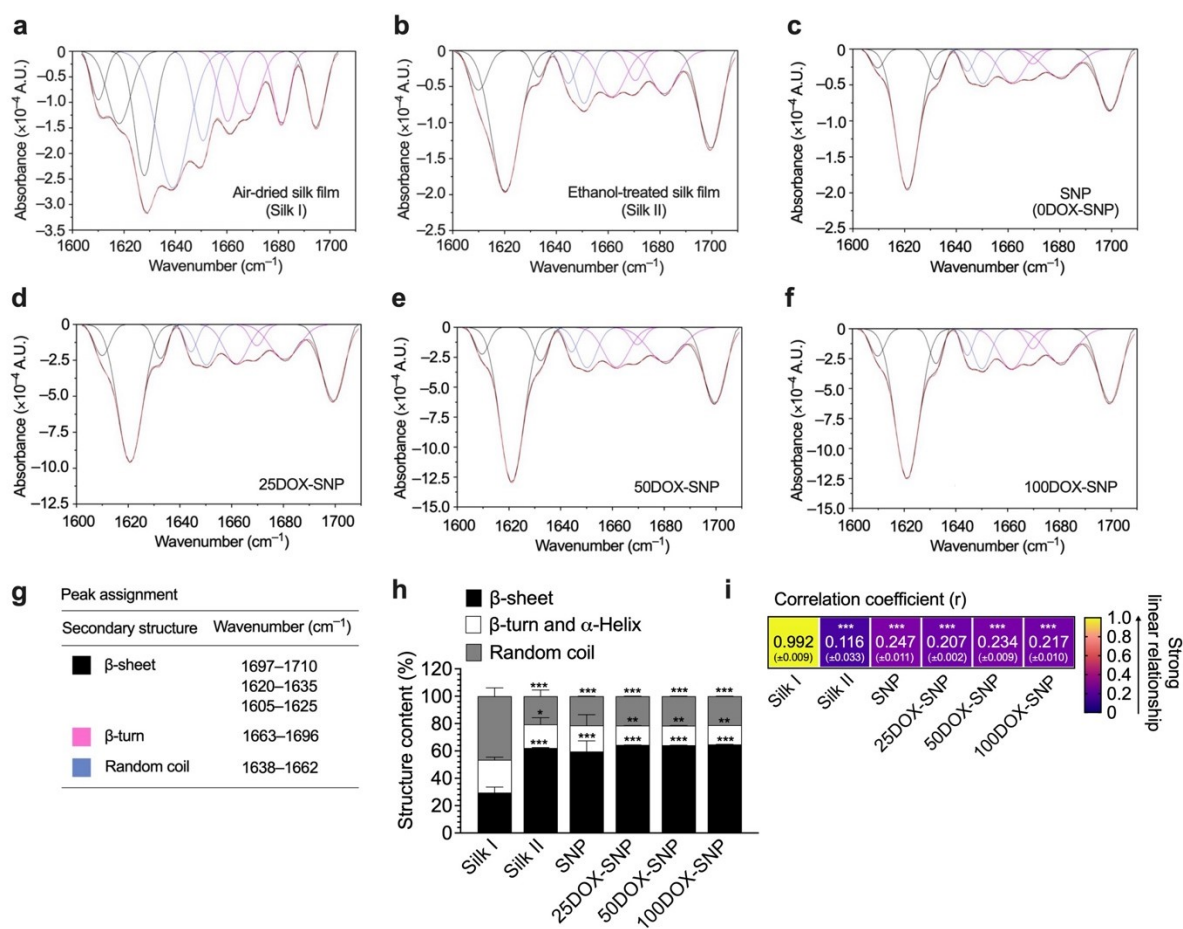 a
0
–0.5
–1.0
–1.5
–2.0
–2.5
–3.0
–3.5
Absorbance (×10⁻⁴ A.U.)
Air-dried silk film
(Silk I)
1600 1620 1640 1660 1680 1700
Wavenumber (cm⁻¹)
b
0
–0.5
–1.0
–1.5
–2.0
–2.5
Absorbance (×10⁻⁴ A.U.)
Ethanol-treated silk film
(Silk II)
1600 1620 1640 1660 1680 1700
Wavenumber (cm⁻¹)
c
0
–0.5
–1.0
–1.5
–2.0
–2.5
Absorbance (×10⁻⁴ A.U.)
SNP
(0DOX-SNP)
1600 1620 1640 1660 1680 1700
Wavenumber (cm⁻¹)
d
0
–2.5
–5.0
–7.5
–10.0
–12.5
Absorbance (×10⁻⁴ A.U.)
25DOX-SNP
1600 1620 1640 1660 1680 1700
Wavenumber (cm⁻¹)
e
0
–2.5
–5.0
–7.5
–10.0
–12.5
–15.0
Absorbance (×10⁻⁴ A.U.)
50DOX-SNP
1600 1620 1640 1660 1680 1700
Wavenumber (cm⁻¹)
f
0
–2.5
–5.0
–7.5
–10.0
–12.5
–15.0
Absorbance (×10⁻⁴ A.U.)
100DOX-SNP
1600 1620 1640 1660 1680 1700
Wavenumber (cm⁻¹)
g
Peak assignment
Secondary structure Wavenumber (cm⁻¹)
β-sheet 1697–1710
1620–1635
1605–1625
β-turn 1663–1696
Random coil 1638–1662
h
β-sheet
β-turn and α-Helix
Random coil
Structure content (%)
120
100
80
60
40
20
0
*** *** *** *** ***
* ** ** **
*** *** *** *** ***
Silk I
Silk II
SNP
25DOX-SNP
50DOX-SNP
100DOX-SNP
i
Correlation coefficient (r)
*** *** *** *** ***
0.992 0.116 0.247 0.207 0.234 0.217
(±0.009) (±0.033) (±0.011) (±0.002) (±0.009) (±0.010)
Silk I
Silk II
SNP
25DOX-SNP
50DOX-SNP
100DOX-SNP
1.0
0.8
0.6
0.4
0.2
0
Strong
linear relationship